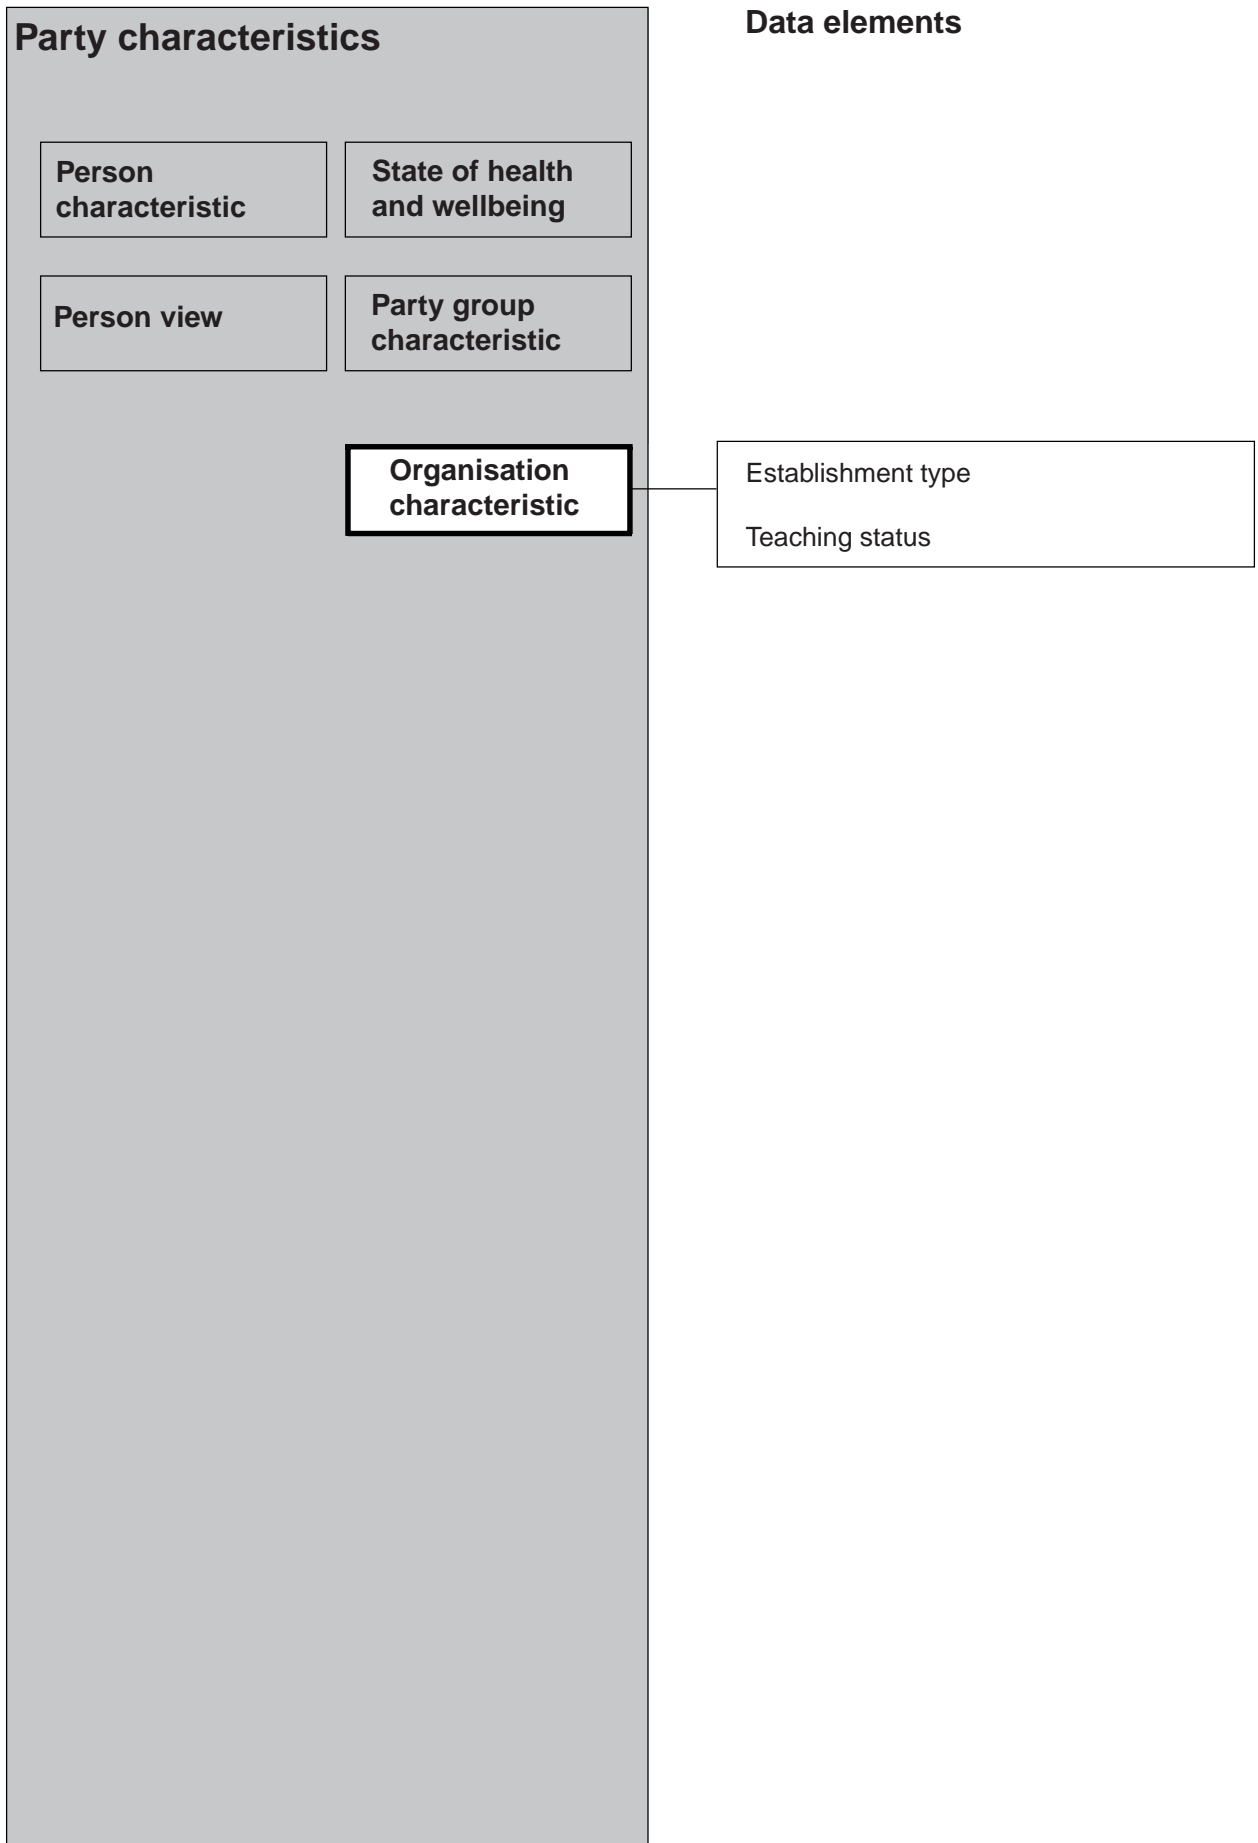 Party characteristics
Data elements
Person
characteristic
State of health
and wellbeing
Person view
Party group
characteristic
Organisation
characteristic
Establishment type
Teaching status